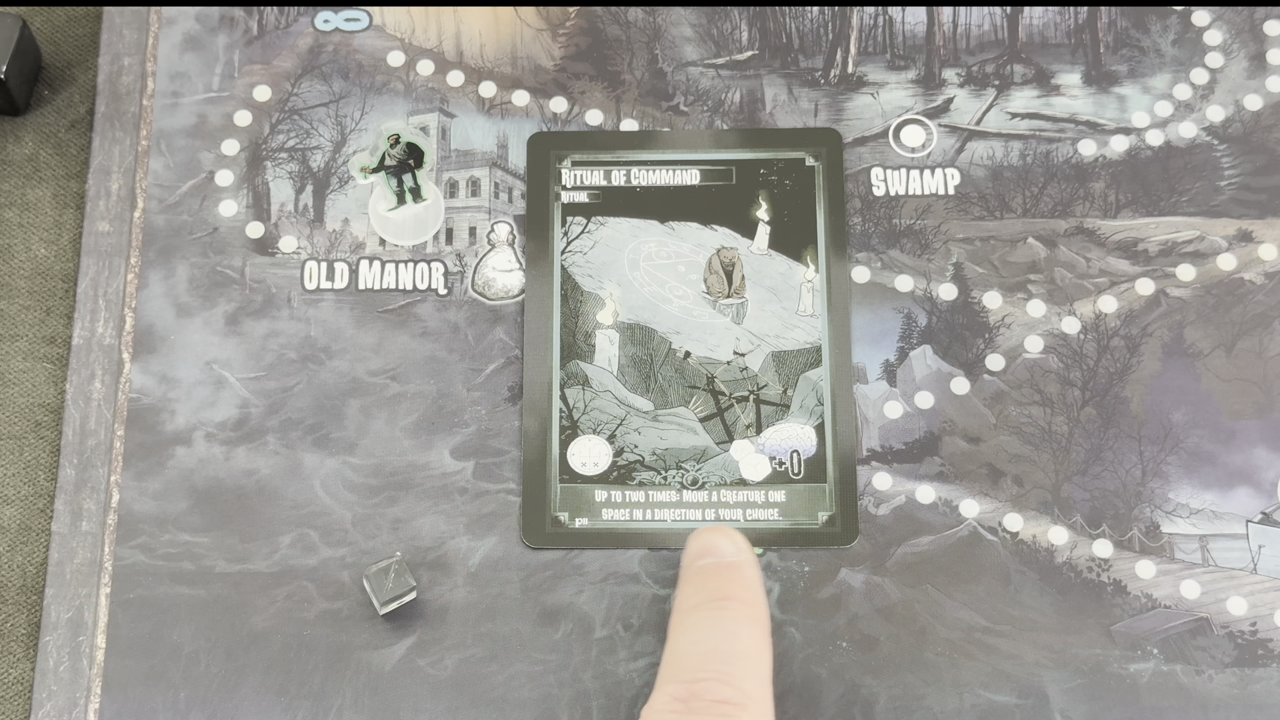 RITUAL OF COMMAND
RITUAL
SWAMP
OLD MANOR
+0
UP TO TWO TIMES: MOVE A CREATURE ONE
SPACE IN A DIRECTION OF YOUR CHOICE.
P11